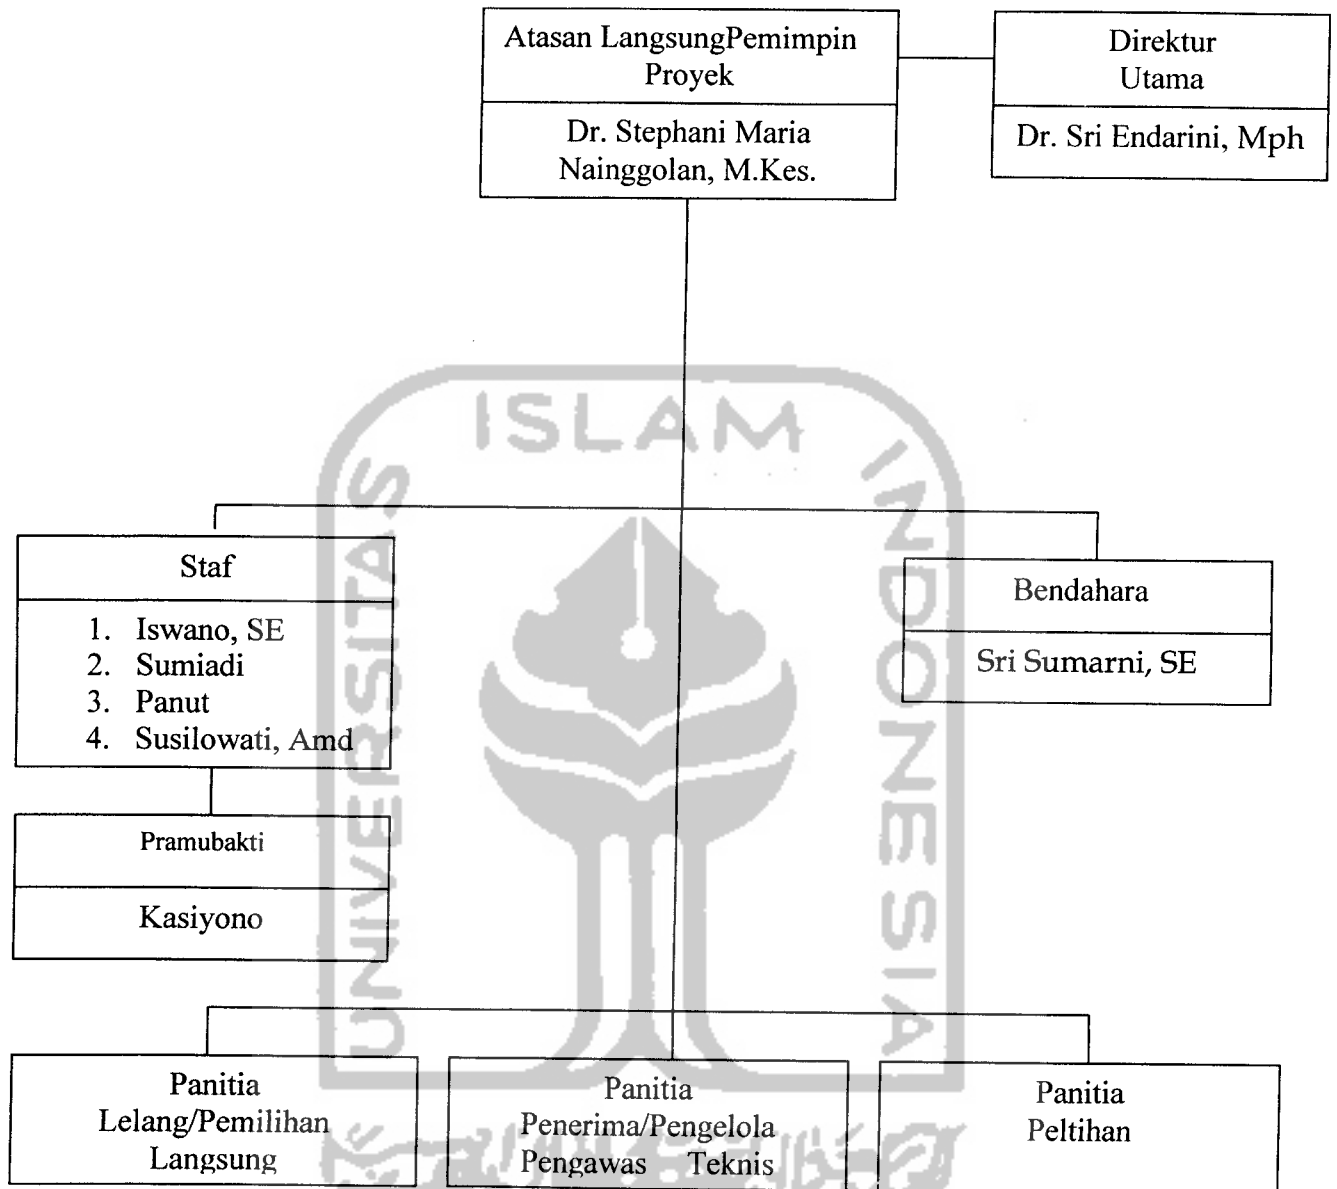 Atasan LangsungPemimpin
Proyek
Dr. Stephani Maria
Nainggolan, M.Kes.
Direktur
Utama
Dr. Sri Endarini, Mph
ISLAM
UNIVERSITAS
INDONESIA
Staf
1. Iswano, SE
2. Sumiadi
3. Panut
4. Susilowati, Amd
Bendahara
Sri Sumarni, SE
Pramubakti
Kasiyono
Panitia
Lelang/Pemilihan
Langsung
Panitia
Penerima/Pengelola
Pengawas Teknis
Panitia
Peltihan